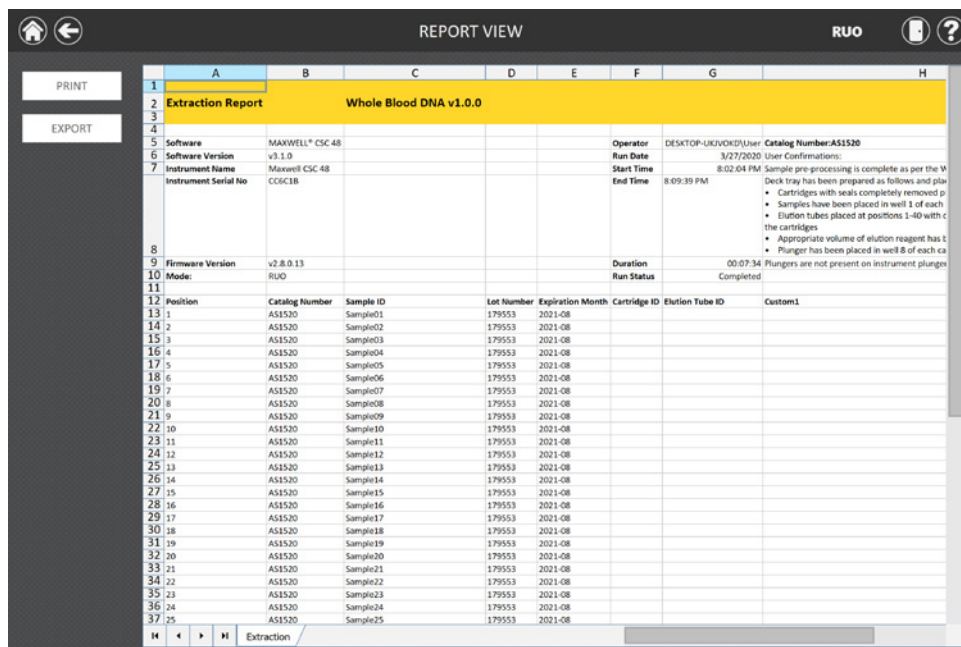 REPORT VIEW RUO ?
PRINT
EXPORT
A B C D E F G H
1
2 Extraction Report Whole Blood DNA v1.0.0
3
4
5 Software MAXWELL® CSC 48 Operator DESKTOP-UKJVOKD\User Catalog Number:AS1520
6 Software Version v3.1.0 Run Date 3/27/2020 User Confirmations:
7 Instrument Name Maxwell CSC 48 Start Time 8:02:04 PM Sample pre-processing is complete as per the
Instrument Serial No CC6C1B End Time 8:09:39 PM Deck tray has been prepared as follows and
• Cartridges with seals completely removed
• Samples have been placed in well 1 of each
• Elution tubes placed at positions 1-40 with
the cartridges
• Appropriate volume of elution reagent has
8 • Plunger has been placed in well 8 of each
9 Firmware Version v2.8.0.13 Duration 00:07:34 Plungers are not present on instrument
10 Mode: RUO Run Status Completed
11
12 Position Catalog Number Sample ID Lot Number Expiration Month Cartridge ID Elution Tube ID Custom1
13 1 AS1520 Sample01 179553 2021-08
14 2 AS1520 Sample02 179553 2021-08
15 3 AS1520 Sample03 179553 2021-08
16 4 AS1520 Sample04 179553 2021-08
17 5 AS1520 Sample05 179553 2021-08
18 6 AS1520 Sample06 179553 2021-08
19 7 AS1520 Sample07 179553 2021-08
20 8 AS1520 Sample08 179553 2021-08
21 9 AS1520 Sample09 179553 2021-08
22 10 AS1520 Sample10 179553 2021-08
23 11 AS1520 Sample11 179553 2021-08
24 12 AS1520 Sample12 179553 2021-08
25 13 AS1520 Sample13 179553 2021-08
26 14 AS1520 Sample14 179553 2021-08
27 15 AS1520 Sample15 179553 2021-08
28 16 AS1520 Sample16 179553 2021-08
29 17 AS1520 Sample17 179553 2021-08
30 18 AS1520 Sample18 179553 2021-08
31 19 AS1520 Sample19 179553 2021-08
32 20 AS1520 Sample20 179553 2021-08
33 21 AS1520 Sample21 179553 2021-08
34 22 AS1520 Sample22 179553 2021-08
35 23 AS1520 Sample23 179553 2021-08
36 24 AS1520 Sample24 179553 2021-08
37 25 AS1520 Sample25 179553 2021-08
Extraction